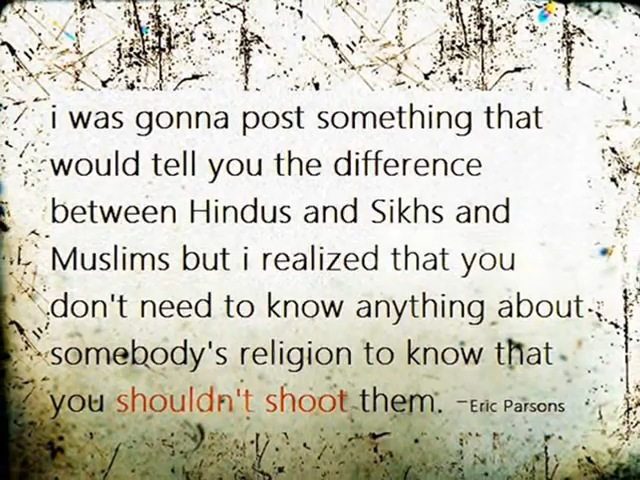 i was gonna post something that
would tell you the difference
between Hindus and Sikhs and
Muslims but i realized that you
don't need to know anything about
somebody's religion to know that
you shouldn't shoot them. –Eric Parsons